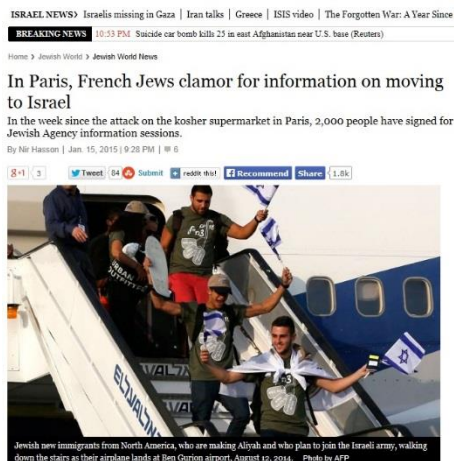 ISRAEL NEWS> Israelis missing in Gaza | Iran talks | Greece | ISIS video | The Forgotten War: A Year Since
BREAKING NEWS 10:53 PM Suicide car bomb kills 25 in east Afghanistan near U.S. base (Reuters)
Home > Jewish World > Jewish World News
In Paris, French Jews clamor for information on moving
to Israel
In the week since the attack on the kosher supermarket in Paris, 2,000 people have signed for
Jewish Agency information sessions.
By Nir Hasson | Jan. 15, 2015 | 9:28 PM | 6
g+1 3 Tweet 84 Submit reddit this! Recommend Share 1.8k
URBAN
OUTFITTERS
Jewish new immigrants from North America, who are making Aliyah and who plan to join the Israeli army, walking
down the stairs as their airplane lands at Ben Gurion airport, August 12, 2014. Photo by AFP